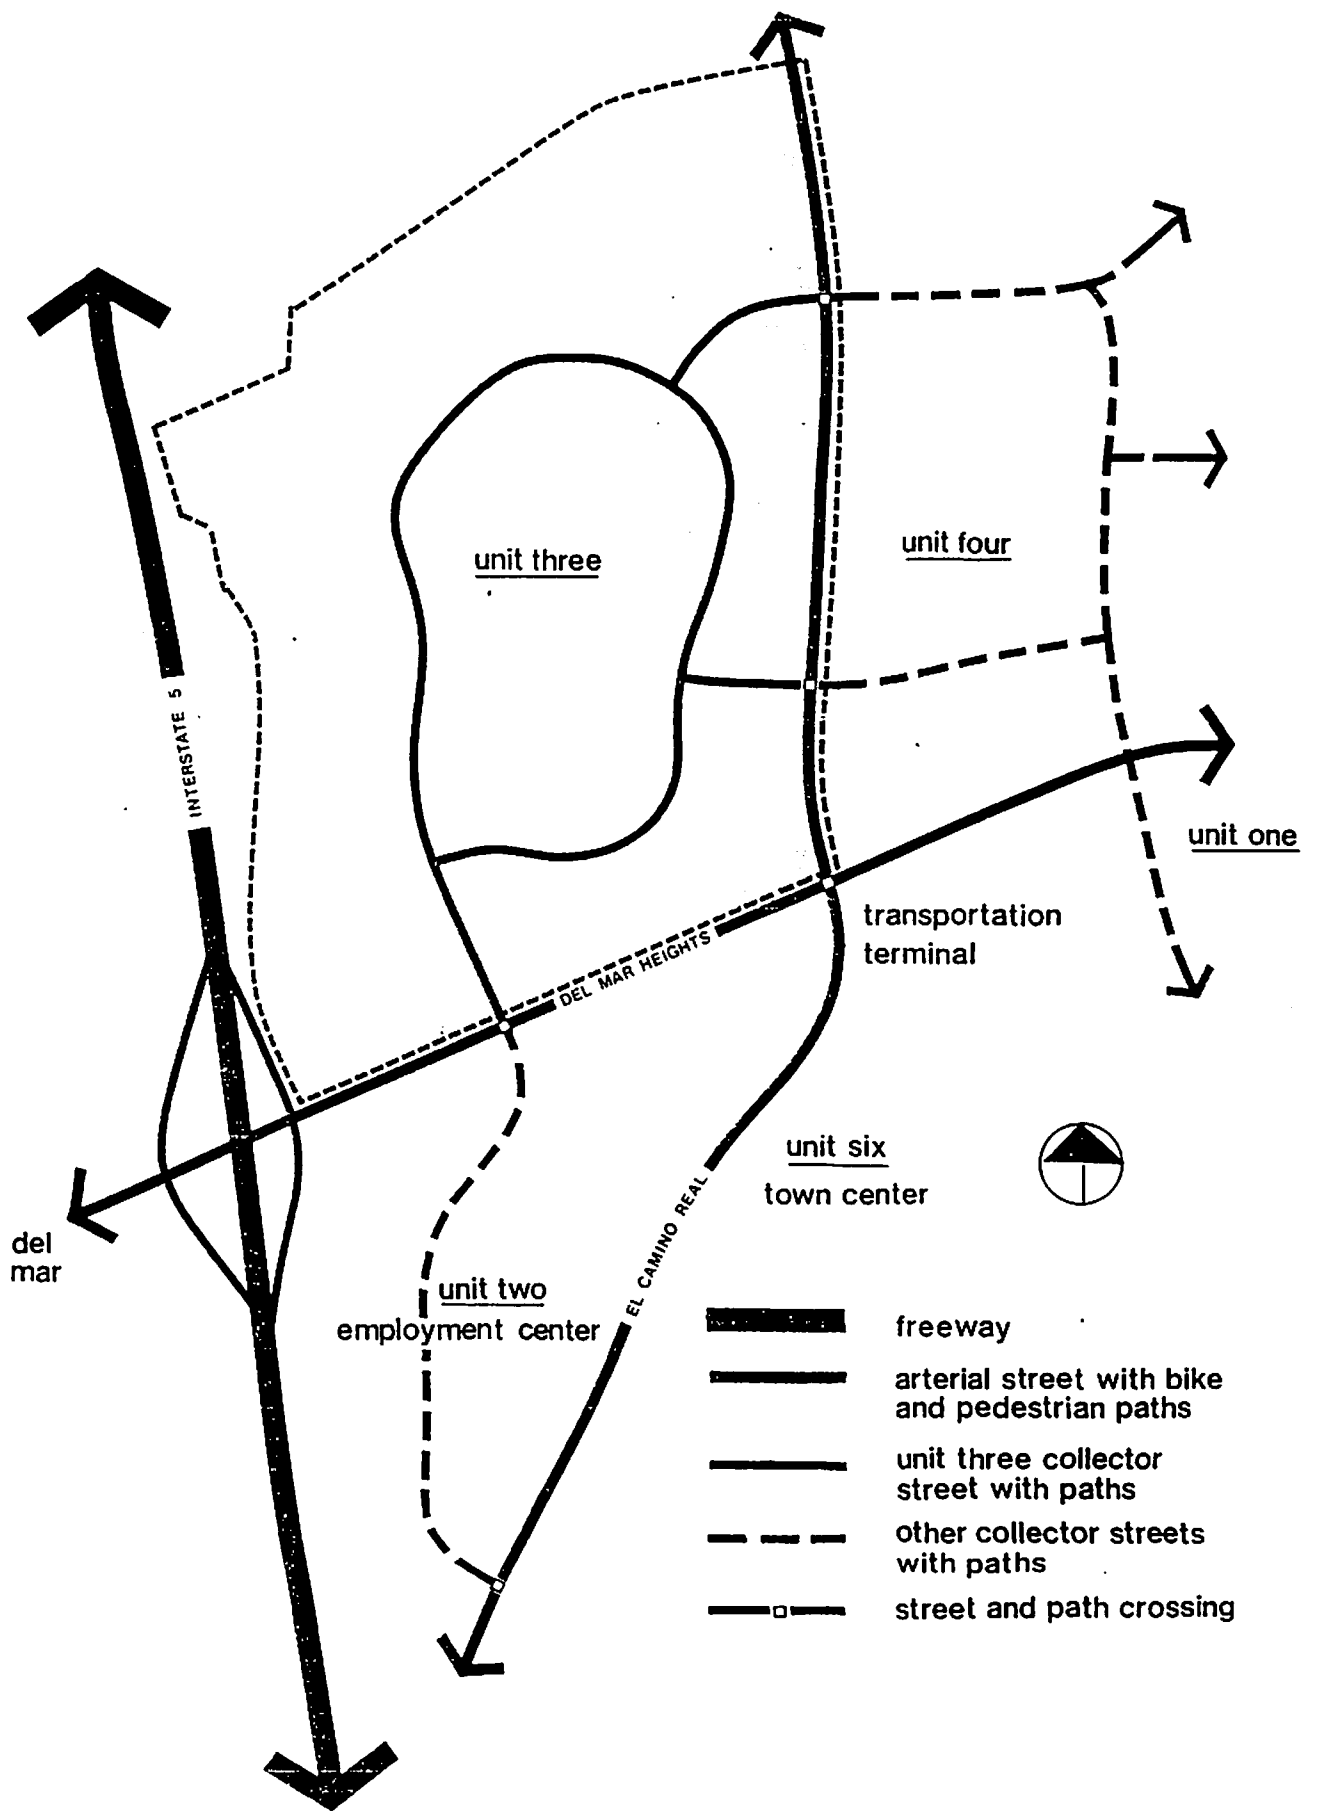 unit three
unit four
INTERSTATE 5
unit one
DEL MAR HEIGHTS
transportation
terminal
unit six
town center
EL CAMINO REAL
del
mar
unit two
employment center
freeway
arterial street with bike
and pedestrian paths
unit three collector
street with paths
other collector streets
with paths
street and path crossing